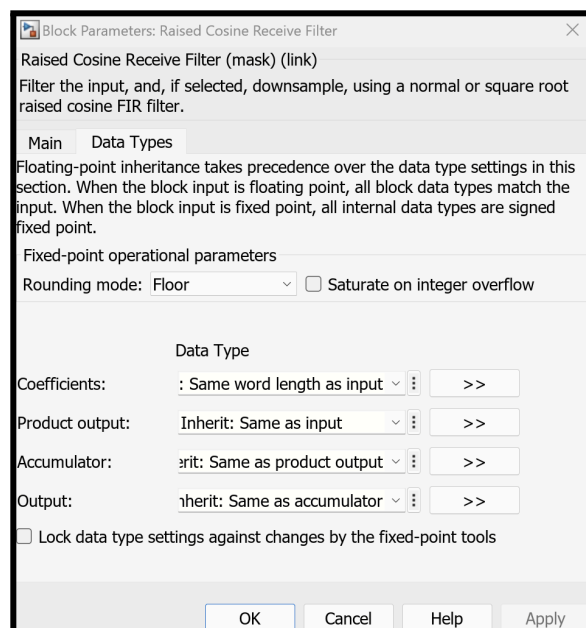 Block Parameters: Raised Cosine Receive Filter
Raised Cosine Receive Filter (mask) (link)
Filter the input, and, if selected, downsample, using a normal or square root
raised cosine FIR filter.
Main Data Types
Floating-point inheritance takes precedence over the data type settings in this
section. When the block input is floating point, all block data types match the
input. When the block input is fixed point, all internal data types are signed
fixed point.
Fixed-point operational parameters
Rounding mode: Floor Saturate on integer overflow
Data Type
Coefficients: : Same word length as input >>
Product output: Inherit: Same as input >>
Accumulator: erit: Same as product output >>
Output: nherit: Same as accumulator >>
Lock data type settings against changes by the fixed-point tools
OK Cancel Help Apply